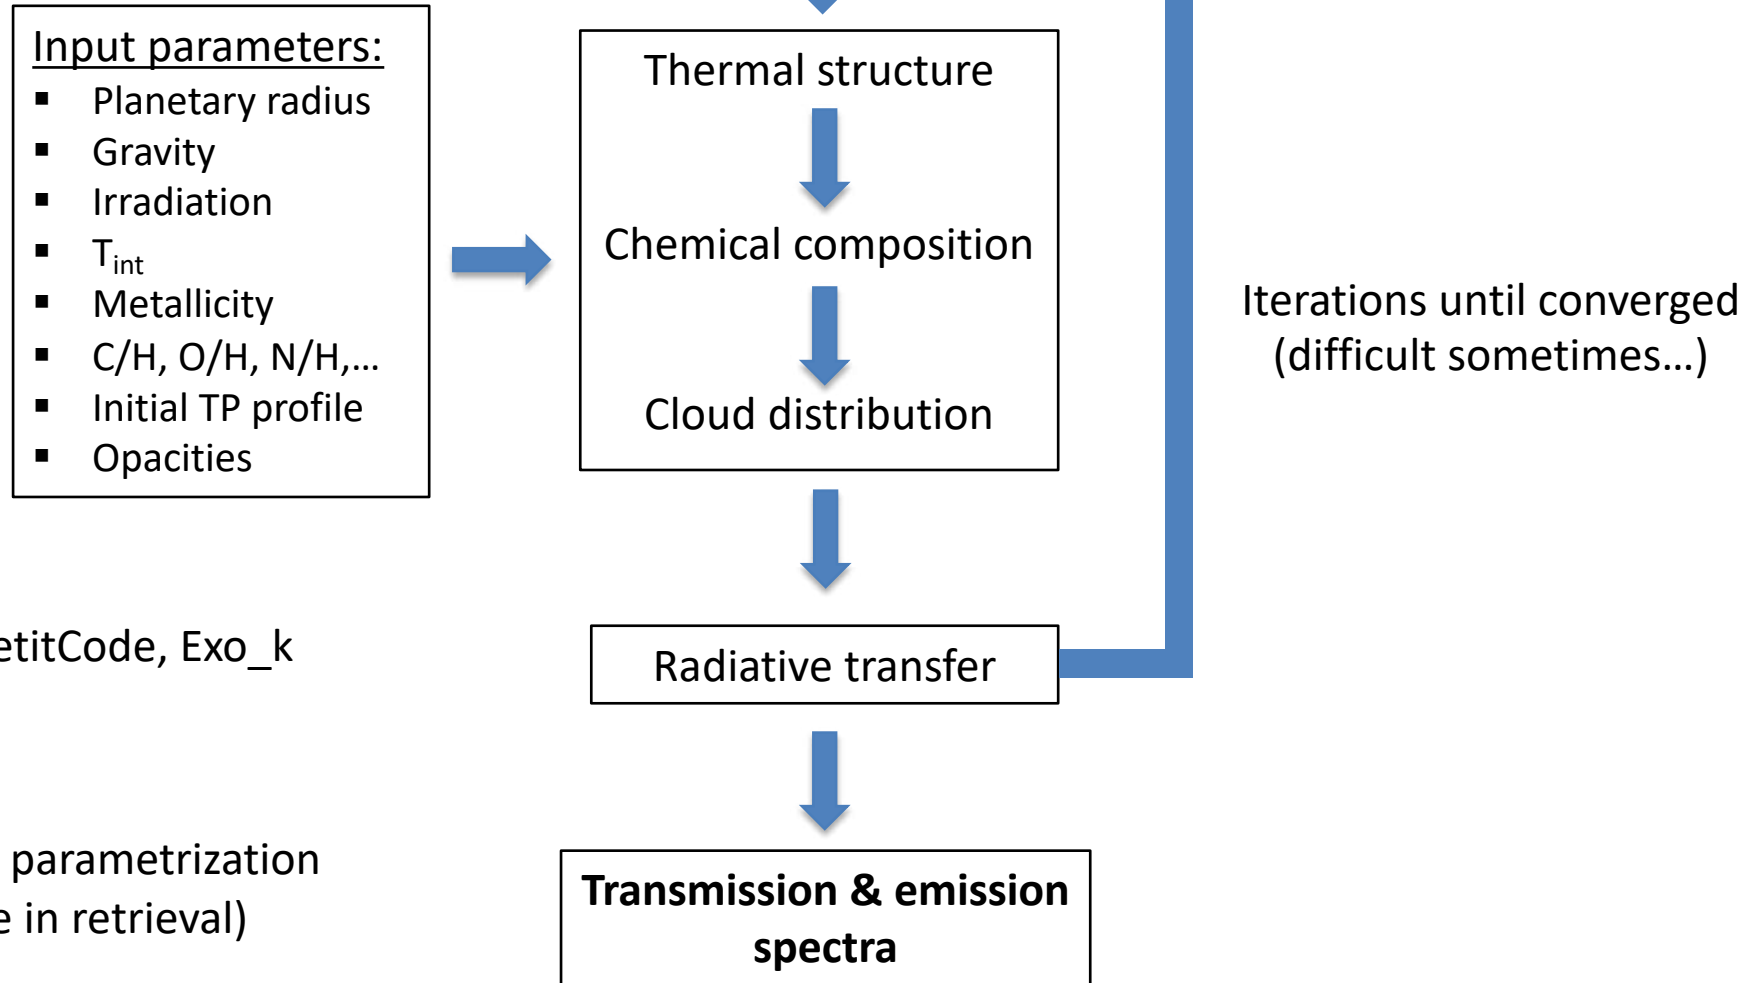 Input parameters:
▪ Planetary radius
▪ Gravity
▪ Irradiation
▪ Tint
▪ Metallicity
▪ C/H, O/H, N/H,...
▪ Initial TP profile
▪ Opacities
Thermal structure
Chemical composition
Cloud distribution
Iterations until converged
(difficult sometimes...)
etitCode, Exo_k
Radiative transfer
parametrization
e in retrieval)
Transmission & emission
spectra